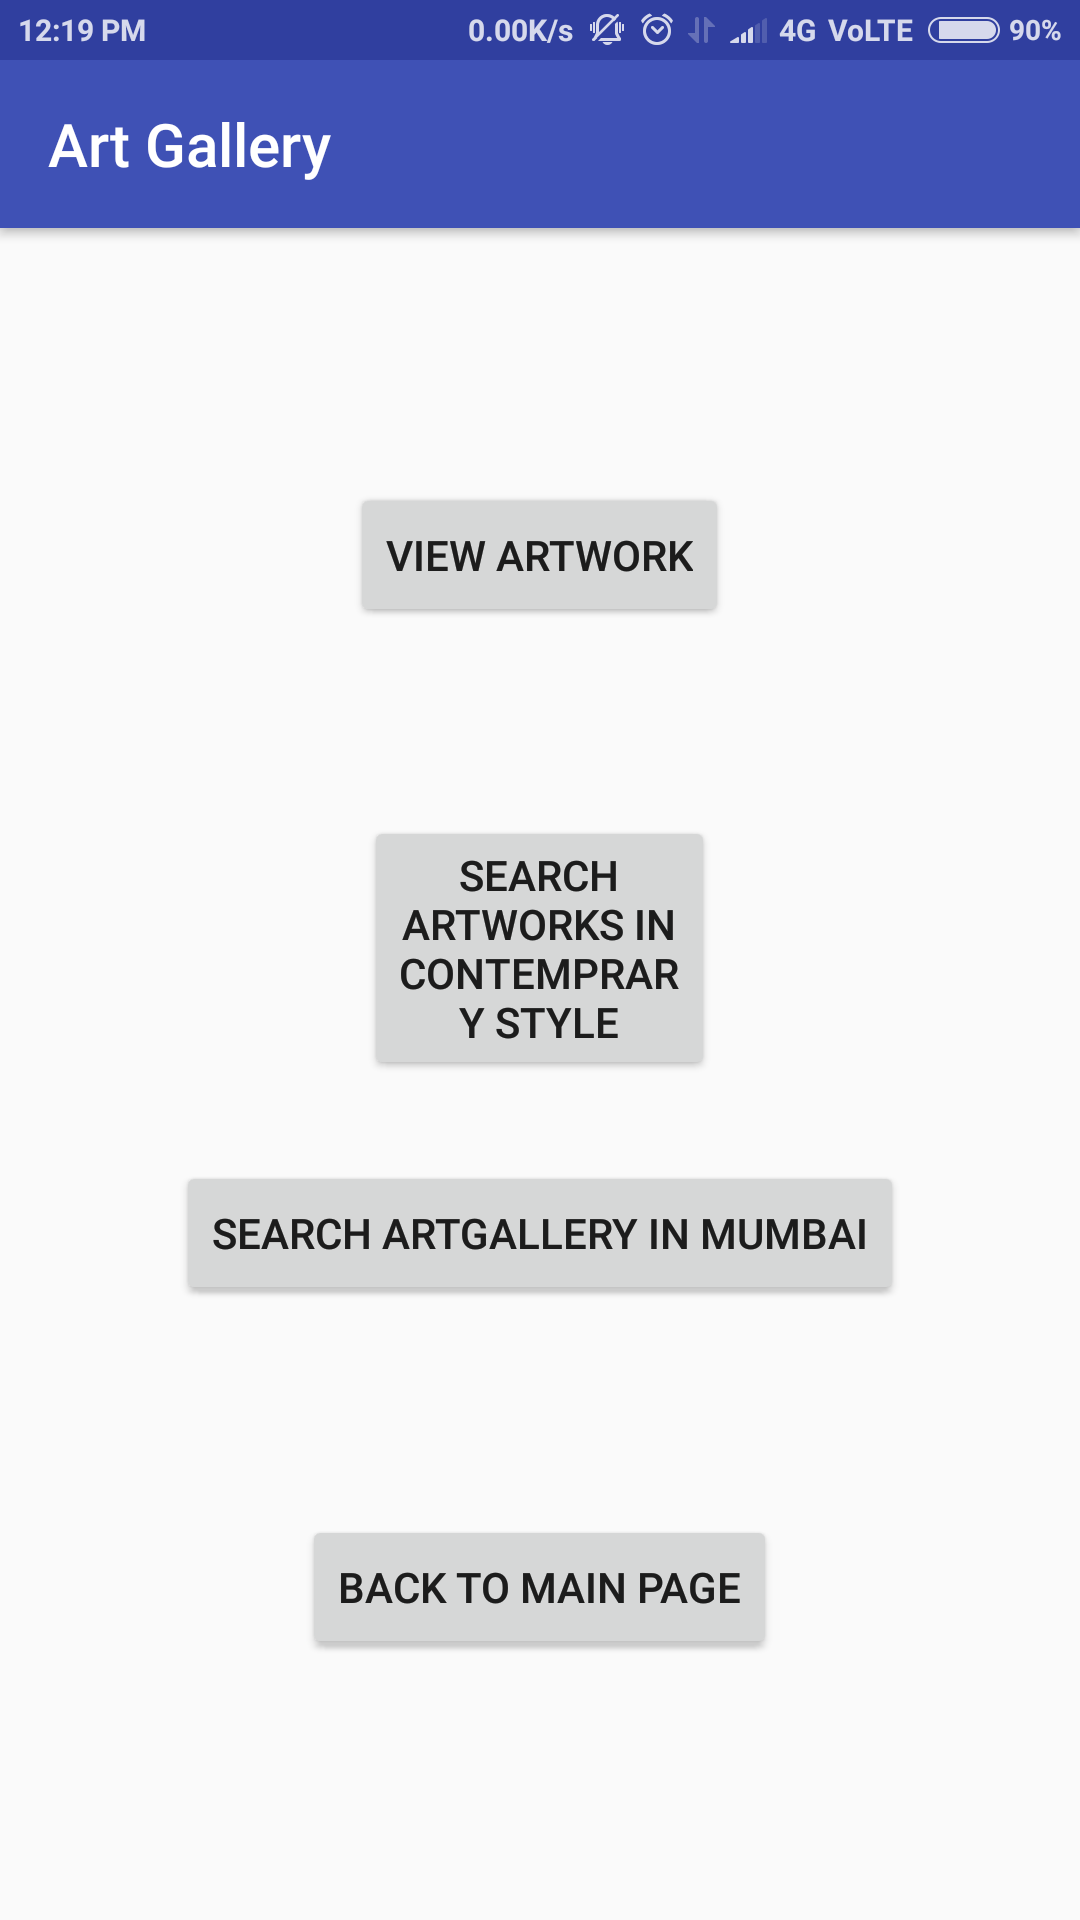 12:19 PM 0.00K/s 4G VoLTE 90%
Art Gallery
VIEW ARTWORK
SEARCH
ARTWORKS IN
CONTEMPRAR
Y STYLE
SEARCH ARTGALLERY IN MUMBAI
BACK TO MAIN PAGE